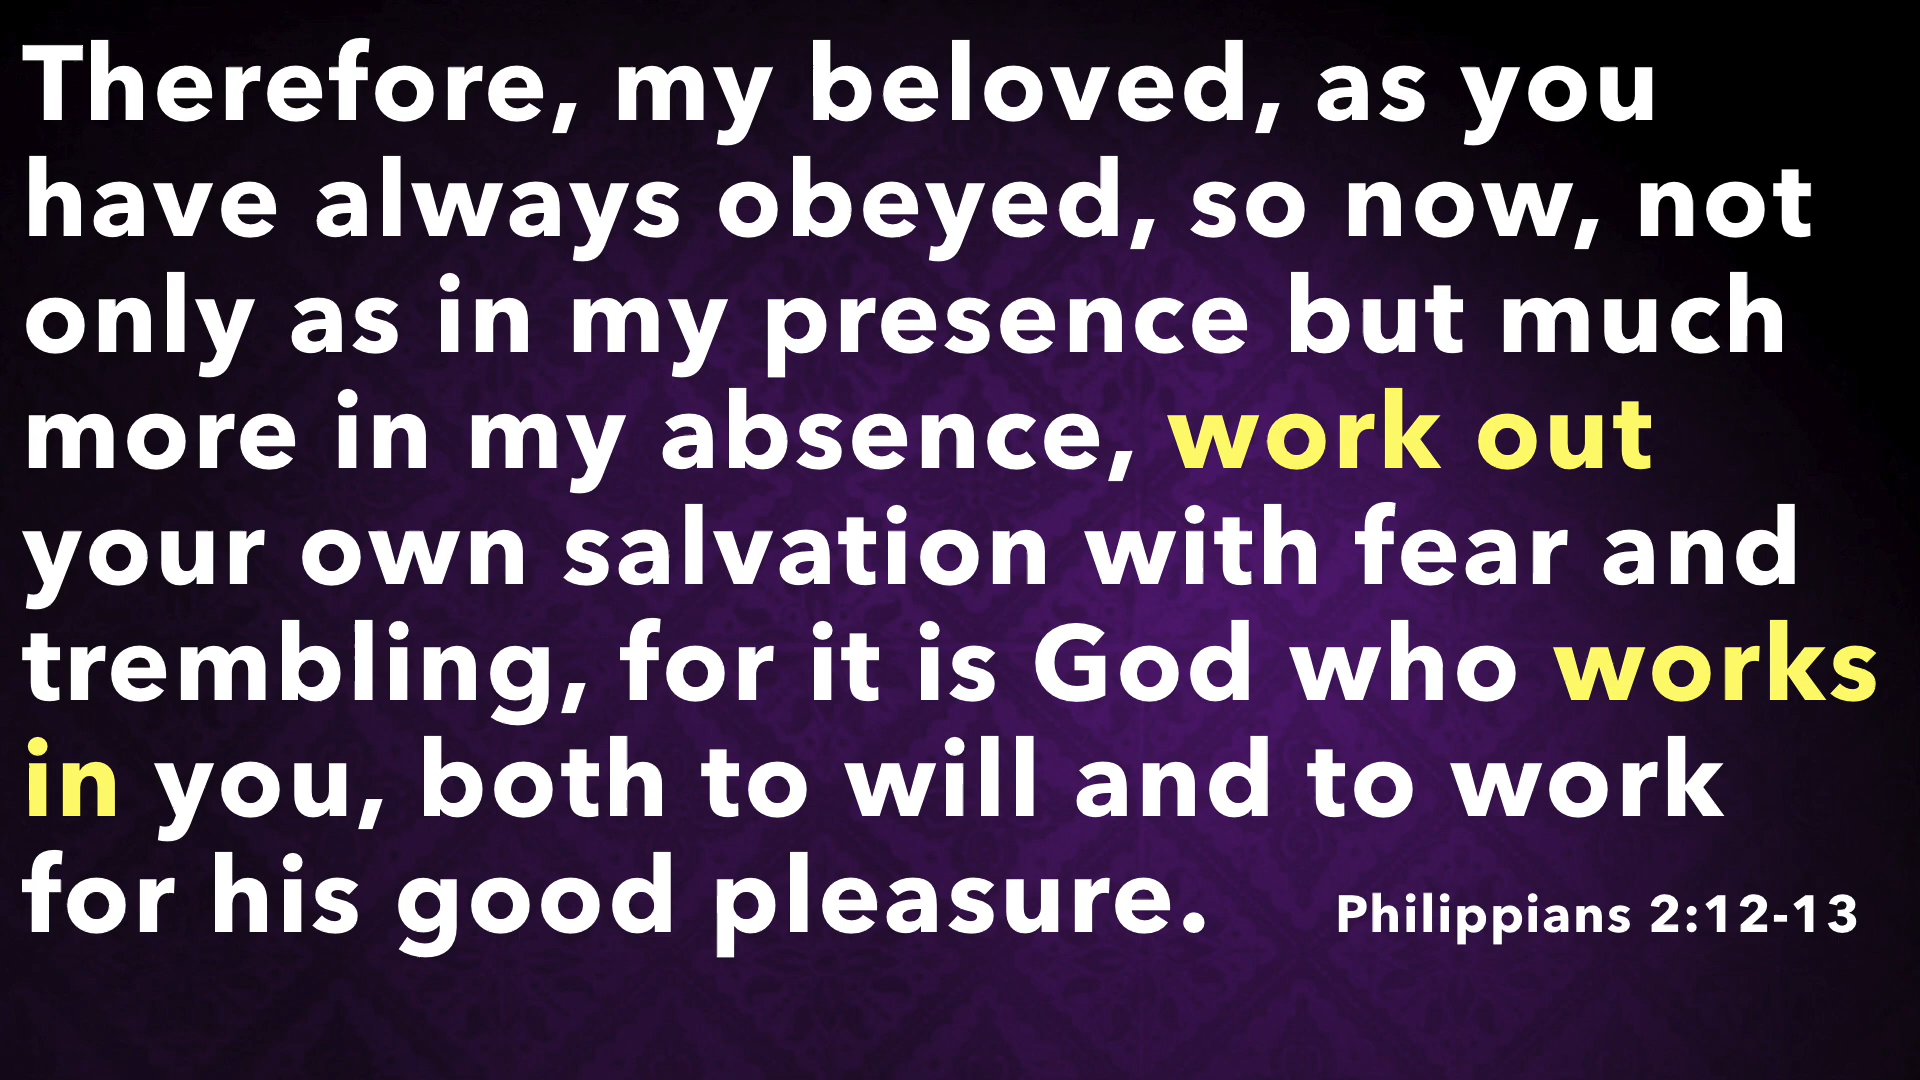 Therefore, my beloved, as you
have always obeyed, so now, not
only as in my presence but much
more in my absence, work out
your own salvation with fear and
trembling, for it is God who works
in you, both to will and to work
for his good pleasure. Philippians 2:12-13